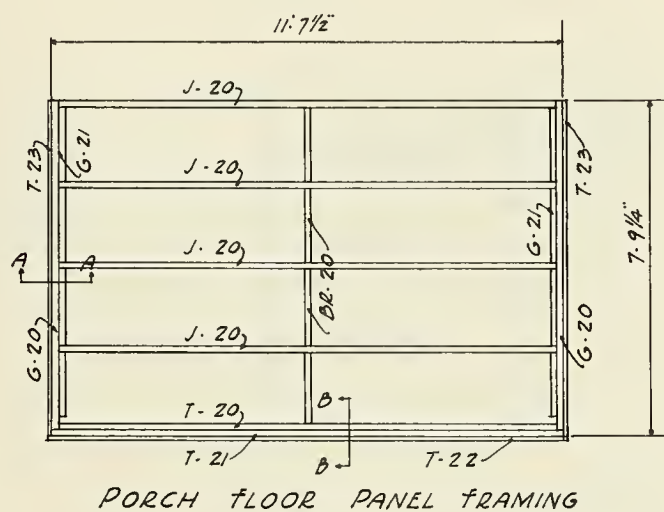 11'-7½"
J-20
T-23
G-21
J-20
T-23
G-21
7'-9¼"
A A
J-20
BR-20
G-20
G-20
J-20
T-20
B
B
T-21
T-22
PORCH FLOOR PANEL FRAMING